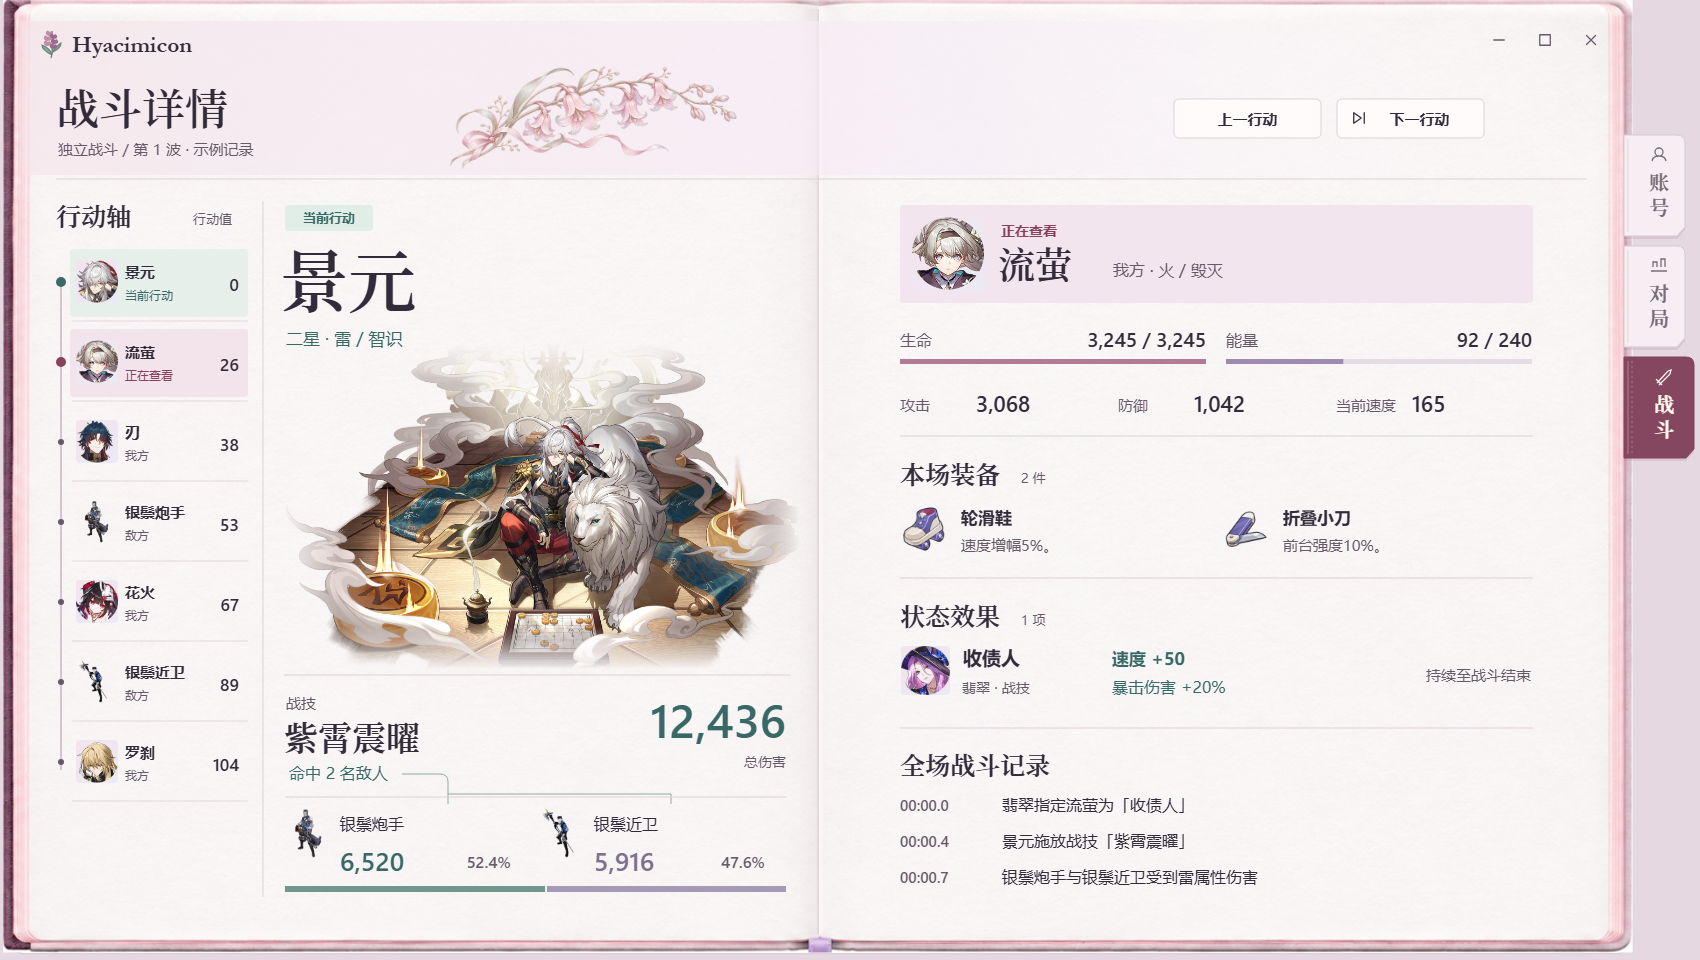 Hyacimicon
战斗详情
独立战斗 / 第 1 波 · 示例记录
上一行动
下一行动
账号
对局
战斗
行动轴
行动值
景元
当前行动
0
流萤
正在查看
26
刃
我方
38
银鬃炮手
敌方
53
花火
我方
67
银鬃近卫
敌方
89
罗刹
我方
104
当前行动
景元
二星 · 雷 / 智识
战技
紫霄震曜
命中 2 名敌人
12,436
总伤害
银鬃炮手
6,520
52.4%
银鬃近卫
5,916
47.6%
正在查看
流萤
我方 · 火 / 毁灭
生命
3,245 / 3,245
能量
92 / 240
攻击
3,068
防御
1,042
当前速度
165
本场装备
2 件
轮滑鞋
速度增幅5%。
折叠小刀
前台强度10%。
状态效果
1 项
收债人
翡翠 · 战技
速度 +50
暴击伤害 +20%
持续至战斗结束
全场战斗记录
00:00.0 翡翠指定流萤为「收债人」
00:00.4 景元施放战技「紫霄震曜」
00:00.7 银鬃炮手与银鬃近卫受到雷属性伤害